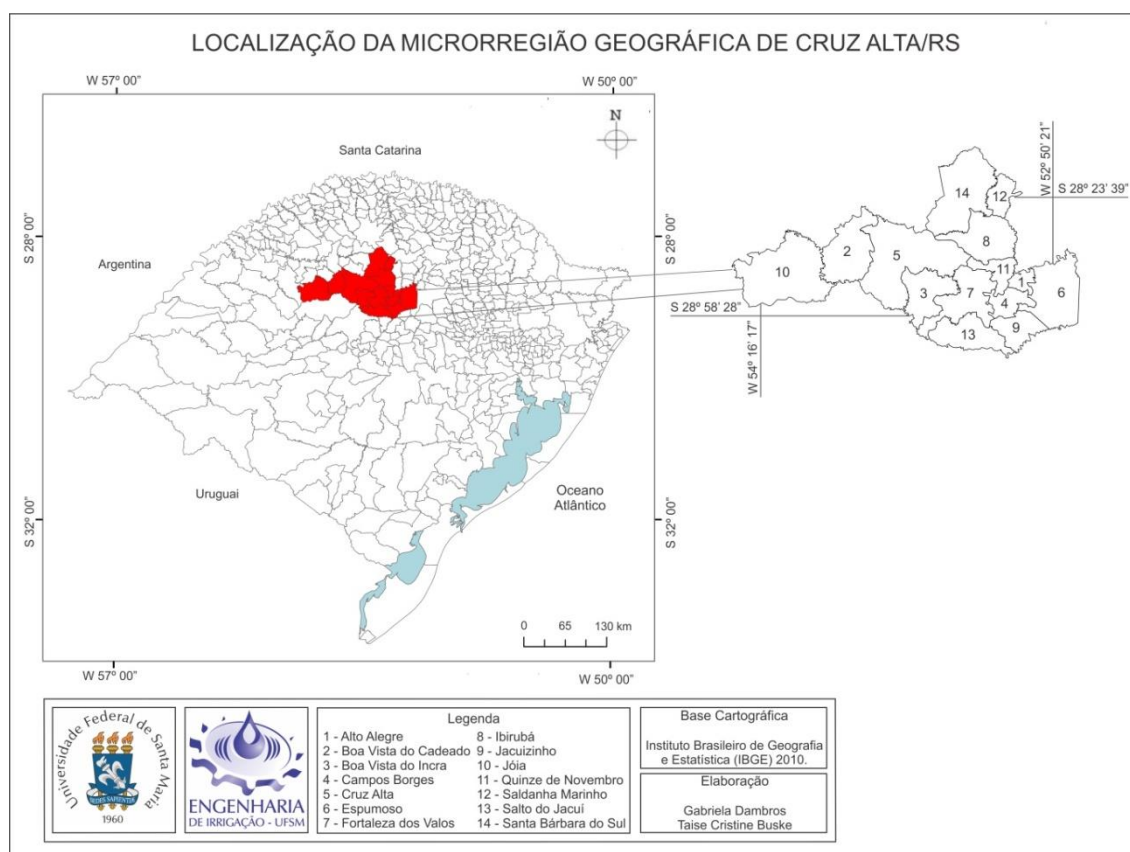 LOCALIZAÇÃO DA MICRORREGIÃO GEOGRÁFICA DE CRUZ ALTA/RS
W 57º 00"
W 50º 00"
N
Santa Catarina
S 28º 00"
S 28º 00"
Argentina
Uruguai
Oceano
Atlântico
S 32º 00"
S 32º 00"
0 65 130 km
W 57º 00"
W 50º 00"
W 52º 50' 21"
S 28º 23' 39"
S 28º 58' 28"
W 54º 16' 17"
14
12
8
2
5
10
11
1
6
3
7
4
9
13
Universidade Federal de Santa Maria
SEDES SAPIENTIAE
1960
ENGENHARIA
DE IRRIGAÇÃO - UFSM
Legenda
1 - Alto Alegre
2 - Boa Vista do Cadeado
3 - Boa Vista do Incra
4 - Campos Borges
5 - Cruz Alta
6 - Espumoso
7 - Fortaleza dos Valos
8 - Ibirubá
9 - Jacuizinho
10 - Jóia
11 - Quinze de Novembro
12 - Saldanha Marinho
13 - Salto do Jacuí
14 - Santa Bárbara do Sul
Base Cartográfica
Instituto Brasileiro de Geografia
e Estatística (IBGE) 2010.
Elaboração
Gabriela Dambros
Taise Cristine Buske